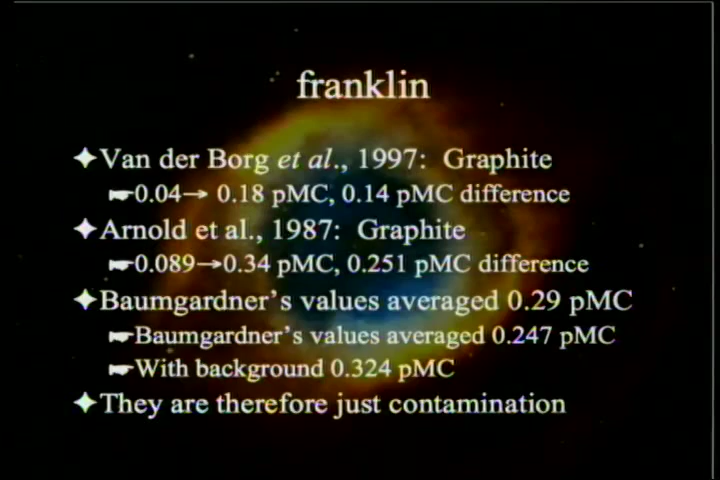 franklin
Van der Borg et al., 1997: Graphite
0.04→ 0.18 pMC, 0.14 pMC difference
Arnold et al., 1987: Graphite
0.089→0.34 pMC, 0.251 pMC difference
Baumgardner's values averaged 0.29 pMC
Baumgardner's values averaged 0.247 pMC
With background 0.324 pMC
They are therefore just contamination